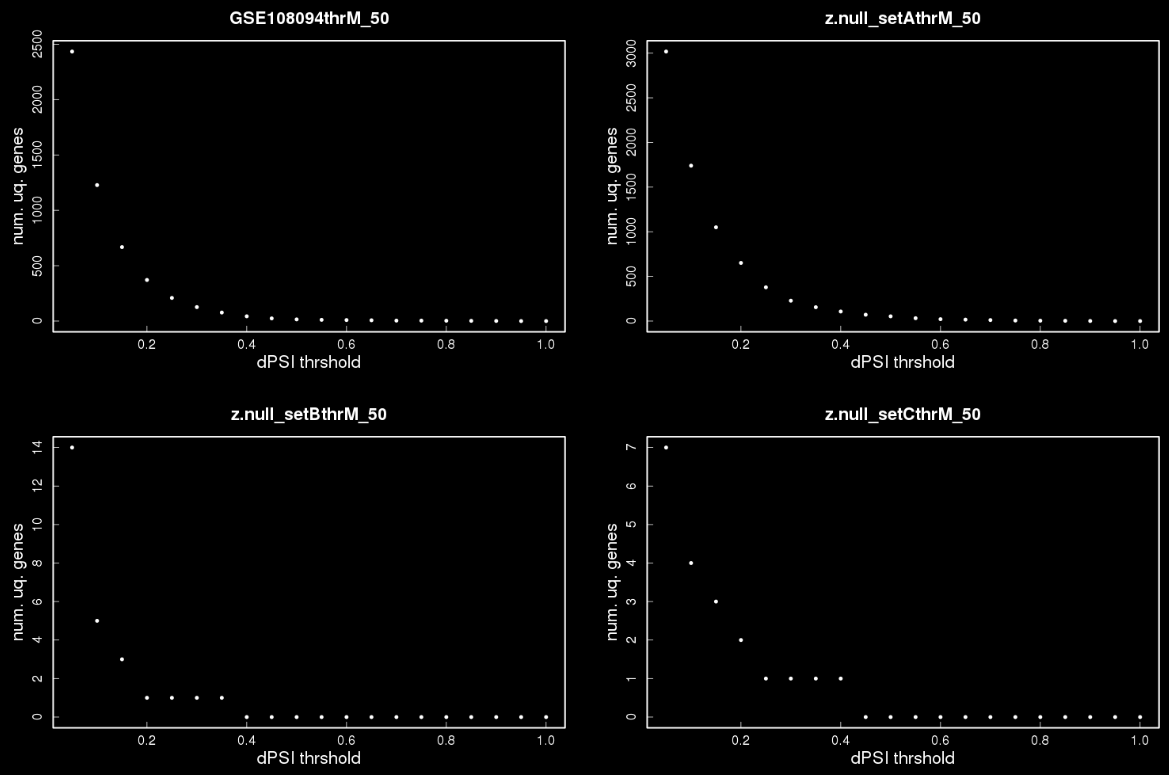 GSE108094thrM_50
num. uq. genes
2500
2000
1500
1000
500
0
0.2 0.4 0.6 0.8 1.0
dPSI thrshold
z.null_setAthrM_50
num. uq. genes
3000
2500
2000
1500
1000
500
0
0.2 0.4 0.6 0.8 1.0
dPSI thrshold
z.null_setBthrM_50
num. uq. genes
14
12
10
8
6
4
2
0
0.2 0.4 0.6 0.8 1.0
dPSI thrshold
z.null_setCthrM_50
num. uq. genes
7
6
5
4
3
2
1
0
0.2 0.4 0.6 0.8 1.0
dPSI thrshold